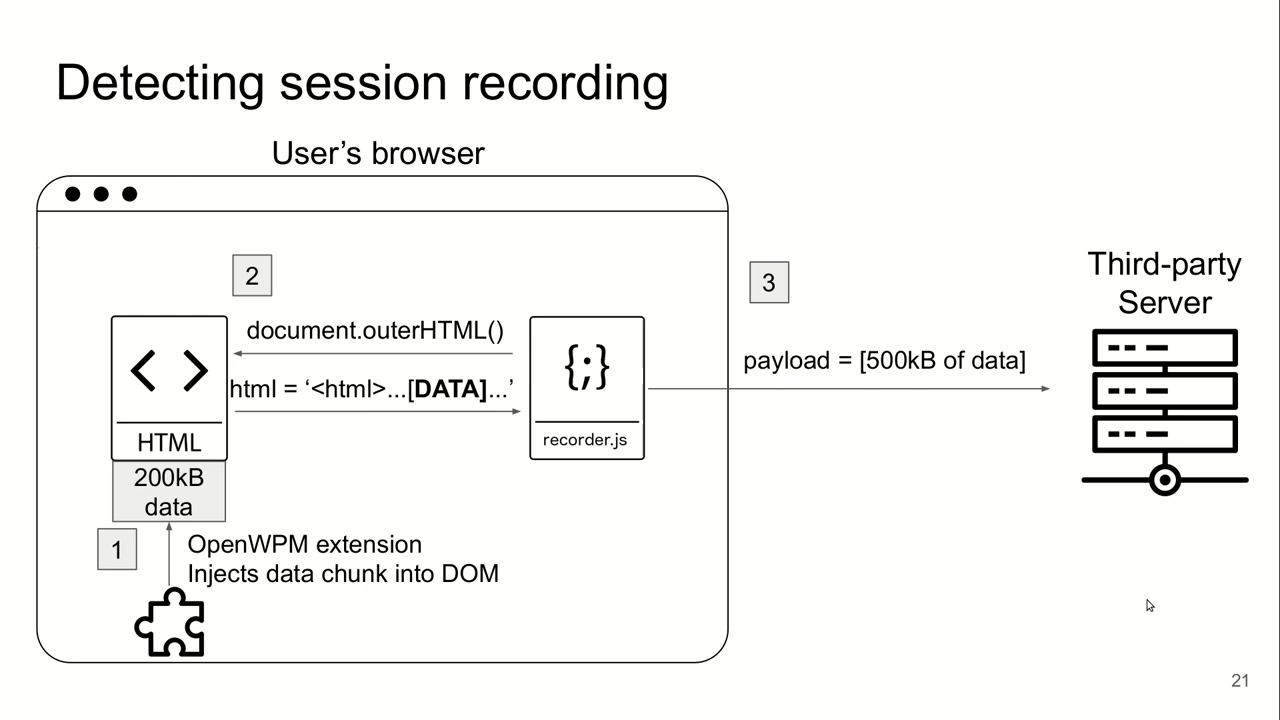 Detecting session recording
User’s browser
2
3
Third-party
Server
document.outerHTML()
html = ‘<html>...[DATA]...’
{;}
payload = [500kB of data]
< >
HTML
recorder.js
200kB
data
1
OpenWPM extension
Injects data chunk into DOM
21